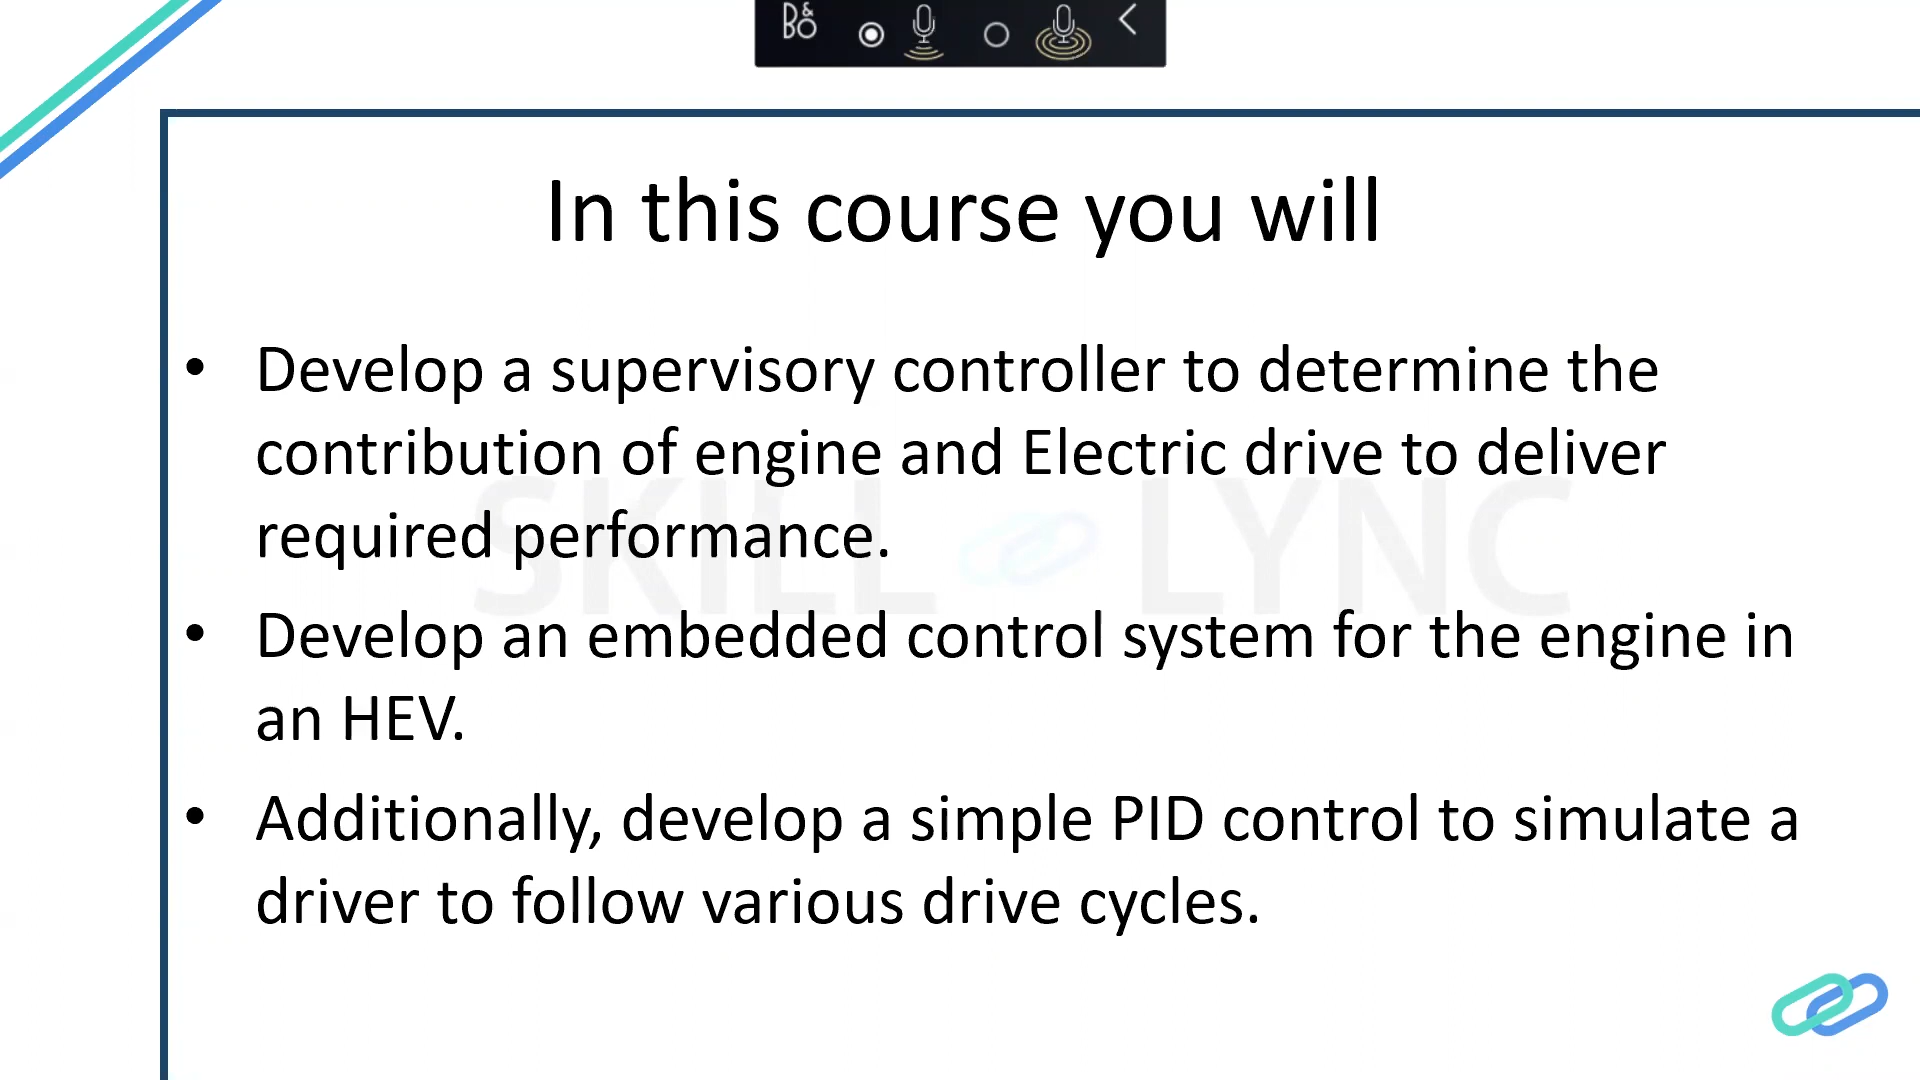 B&O
In this course you will
• Develop a supervisory controller to determine the
contribution of engine and Electric drive to deliver
required performance.
SKILL LYNC
• Develop an embedded control system for the engine in
an HEV.
• Additionally, develop a simple PID control to simulate a
driver to follow various drive cycles.